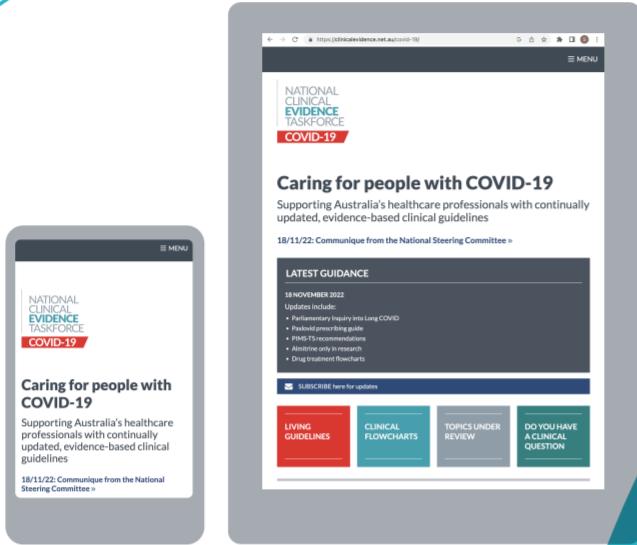 https://clinicalevidence.net.au/covid-19/
≡ MENU
NATIONAL
CLINICAL
EVIDENCE
TASKFORCE
COVID-19
Caring for people with COVID-19
Supporting Australia's healthcare professionals with continually
updated, evidence-based clinical guidelines
18/11/22: Communique from the National Steering Committee »
LATEST GUIDANCE
18 NOVEMBER 2022
Updates include:
• Parliamentary Inquiry into Long COVID
• Paxlovid prescribing guide
• PIMS-TS recommendations
• Almitrine only in research
• Drug treatment flowcharts
SUBSCRIBE here for updates
LIVING
GUIDELINES
CLINICAL
FLOWCHARTS
TOPICS UNDER
REVIEW
DO YOU HAVE
A CLINICAL
QUESTION
≡ MENU
NATIONAL
CLINICAL
EVIDENCE
TASKFORCE
COVID-19
Caring for people with
COVID-19
Supporting Australia's healthcare
professionals with continually
updated, evidence-based clinical
guidelines
18/11/22: Communique from the National
Steering Committee »